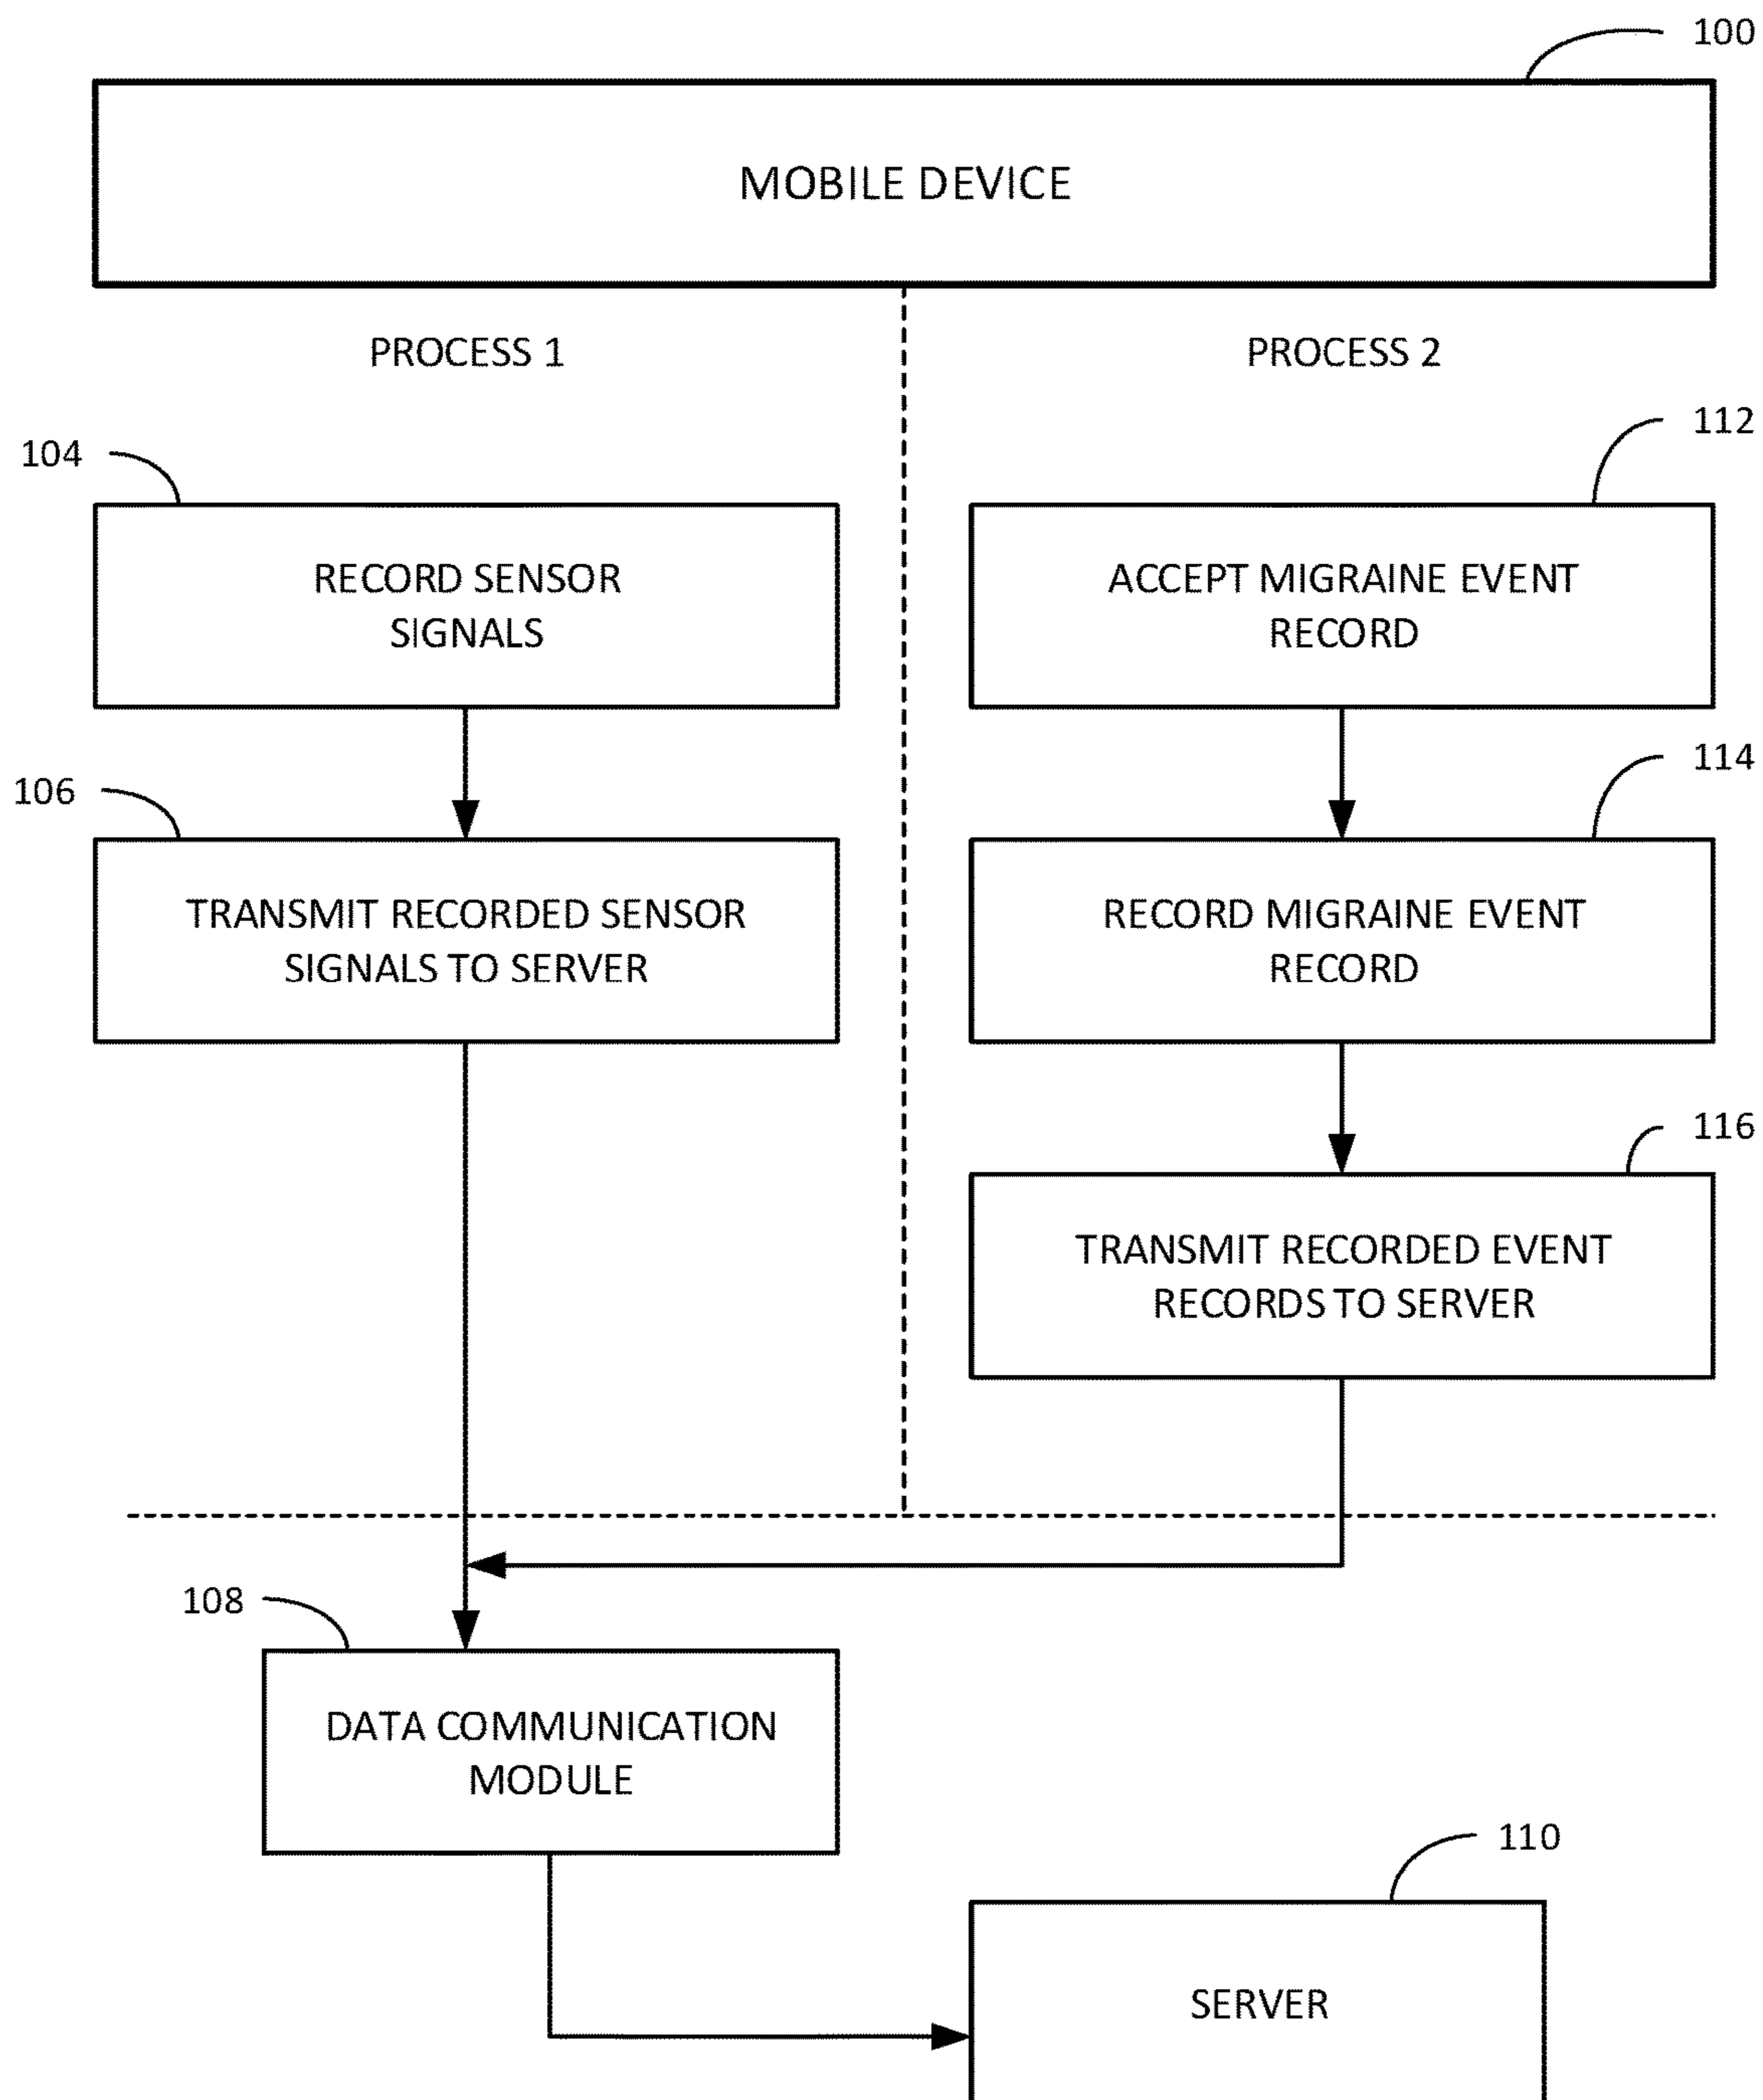 100
MOBILE DEVICE
PROCESS 1
PROCESS 2
104
112
RECORD SENSOR
SIGNALS
ACCEPT MIGRAINE EVENT
RECORD
106
114
TRANSMIT RECORDED SENSOR
SIGNALS TO SERVER
RECORD MIGRAINE EVENT
RECORD
116
TRANSMIT RECORDED EVENT
RECORDS TO SERVER
108
DATA COMMUNICATION
MODULE
110
SERVER